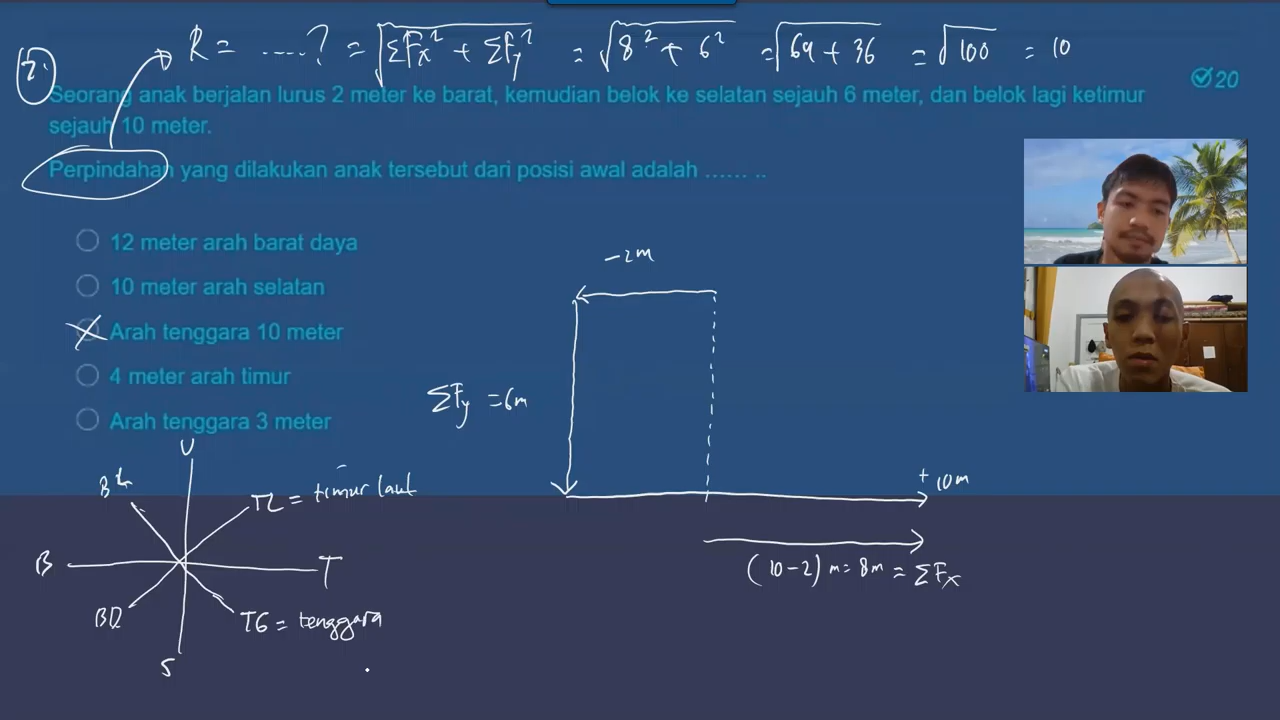 2.
R = .....? = √ΣFx² + ΣFy² = √8² + 6² = √64 + 36 = √100 = 10
20
Seorang anak berjalan lurus 2 meter ke barat, kemudian belok ke selatan sejauh 6 meter, dan belok lagi ketimur
sejauh 10 meter.
Perpindahan yang dilakukan anak tersebut dari posisi awal adalah ...... ..
12 meter arah barat daya
10 meter arah selatan
Arah tenggara 10 meter
4 meter arah timur
Arah tenggara 3 meter
-2m
ΣFy = 6m
+ 10m
(10-2) m = 8m = ΣFx
U
BL
TL = timur laut
B
T
BD
TG = tenggara
S